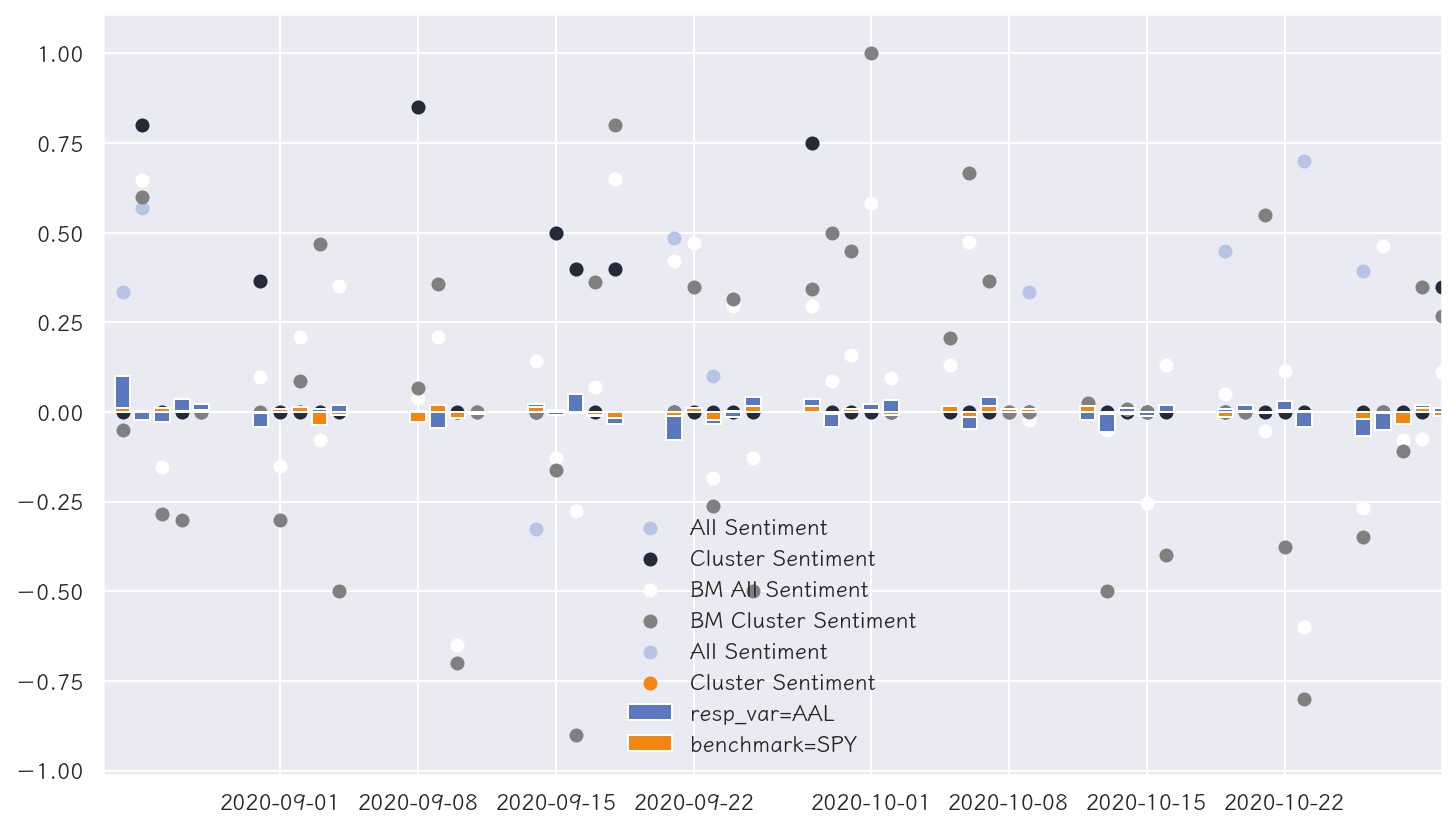 1.00
0.75
0.50
0.25
0.00
−0.25
−0.50
−0.75
−1.00
All Sentiment
Cluster Sentiment
BM All Sentiment
BM Cluster Sentiment
All Sentiment
Cluster Sentiment
resp_var=AAL
benchmark=SPY
2020-09-01 2020-09-08 2020-09-15 2020-09-22 2020-10-01 2020-10-08 2020-10-15 2020-10-22